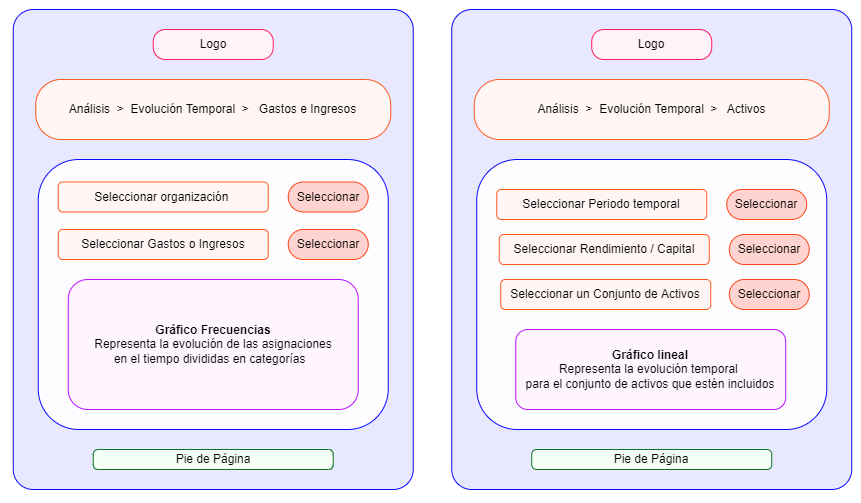 Logo
Análisis > Evolución Temporal > Gastos e Ingresos
Seleccionar organización
Seleccionar
Seleccionar Gastos o Ingresos
Seleccionar
Gráfico Frecuencias
Representa la evolución de las asignaciones
en el tiempo divididas en categorías
Pie de Página
Logo
Análisis > Evolución Temporal > Activos
Seleccionar Periodo temporal
Seleccionar
Seleccionar Rendimiento / Capital
Seleccionar
Seleccionar un Conjunto de Activos
Seleccionar
Gráfico lineal
Representa la evolución temporal
para el conjunto de activos que estén incluidos
Pie de Página